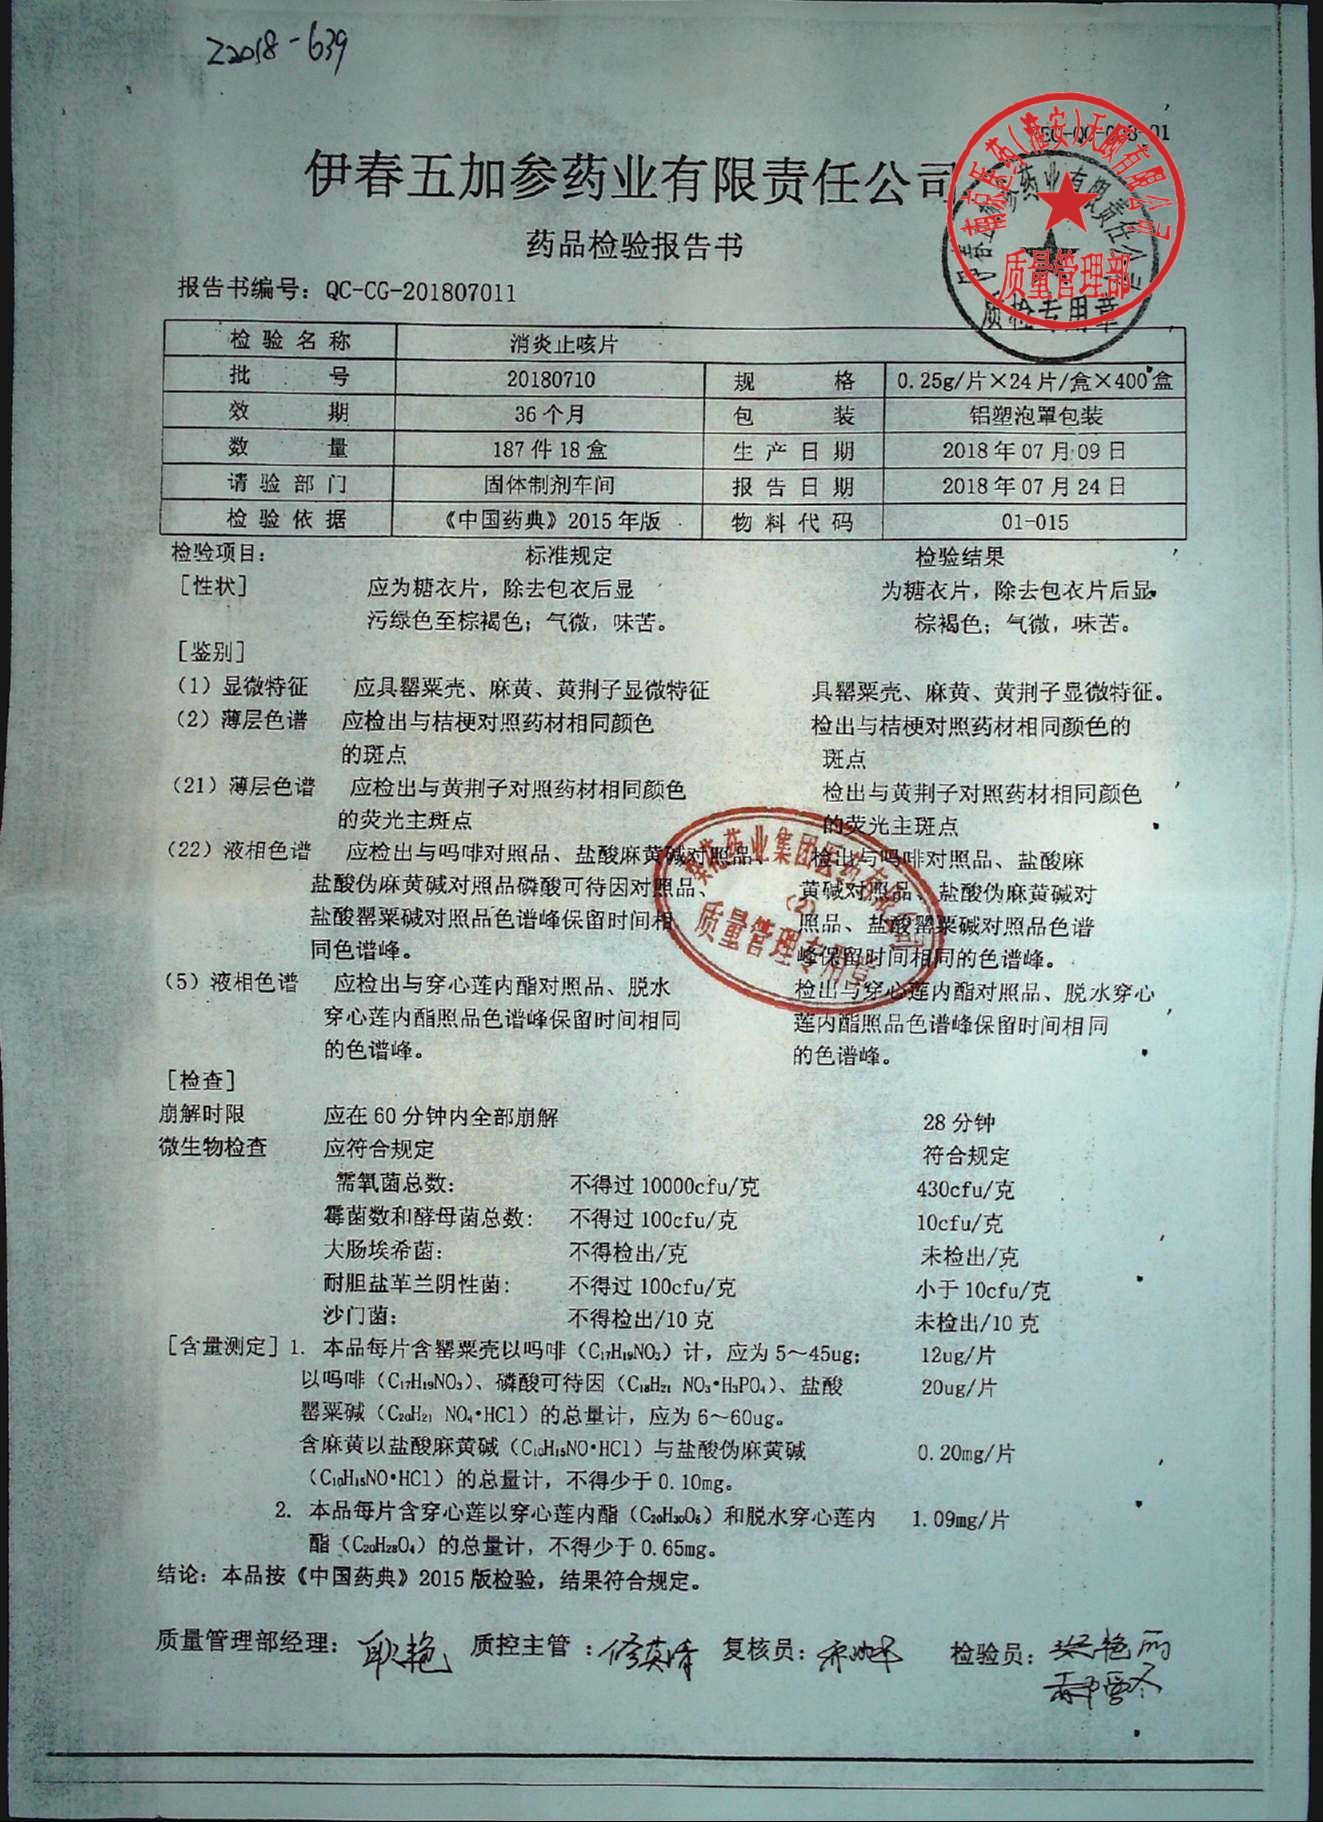 Z2018-639
伊春五加参药业有限责任公司
药品检验报告书
南京医药(淮安)天颐有限公司
质量管理部
质检专用章
报告书编号：QC-CG-201807011
检验名称 消炎止咳片
批号 20180710 规格 0.25g/片×24片/盒×400盒
效期 36个月 包装 铝塑泡罩包装
数量 187件18盒 生产日期 2018年07月09日
请验部门 固体制剂车间 报告日期 2018年07月24日
检验依据 《中国药典》2015年版 物料代码 01-015
检验项目： 标准规定 检验结果
[性状] 应为糖衣片，除去包衣后显 为糖衣片，除去包衣片后显
污绿色至棕褐色；气微，味苦。 棕褐色；气微，味苦。
[鉴别]
(1)显微特征 应具罂粟壳、麻黄、黄荆子显微特征 具罂粟壳、麻黄、黄荆子显微特征。
(2)薄层色谱 应检出与桔梗对照药材相同颜色 检出与桔梗对照药材相同颜色的
的斑点 斑点
(21)薄层色谱 应检出与黄荆子对照药材相同颜色 检出与黄荆子对照药材相同颜色
的荧光主斑点 的荧光主斑点
(22)液相色谱 应检出与吗啡对照品、盐酸麻黄碱对照品、 检出与吗啡对照品、盐酸麻
盐酸伪麻黄碱对照品磷酸可待因对照品、 黄碱对照品、盐酸伪麻黄碱对
盐酸罂粟碱对照品色谱峰保留时间相 照品、盐酸罂粟碱对照品色谱
同色谱峰。 峰保留时间相同的色谱峰。
质量管理专用章
(2)
(5)液相色谱 应检出与穿心莲内酯对照品、脱水 检出与穿心莲内酯对照品、脱水穿心
穿心莲内酯照品色谱峰保留时间相同 莲内酯照品色谱峰保留时间相同
的色谱峰。 的色谱峰。
[检查]
崩解时限 应在60分钟内全部崩解 28分钟
微生物检查 应符合规定 符合规定
需氧菌总数： 不得过10000cfu/克 430cfu/克
霉菌数和酵母菌总数： 不得过100cfu/克 10cfu/克
大肠埃希菌： 不得检出/克 未检出/克
耐胆盐革兰阴性菌： 不得过100cfu/克 小于10cfu/克
沙门菌： 不得检出/10克 未检出/10克
[含量测定] 1. 本品每片含罂粟壳以吗啡（C₁₇H₁₉NO₃）计，应为5～45ug； 12ug/片
以吗啡（C₁₇H₁₉NO₃）、磷酸可待因（C₁₈H₂₁ NO₃•H₃PO₄）、盐酸 20ug/片
罂粟碱（C₂₀H₂₁ NO₄•HCl）的总量计，应为6～60ug。
含麻黄以盐酸麻黄碱（C₁₀H₁₅NO•HCl）与盐酸伪麻黄碱 0.20mg/片
（C₁₀H₁₅NO•HCl）的总量计，不得少于0.10mg。
2. 本品每片含穿心莲以穿心莲内酯（C₂₀H₃₀O₅）和脱水穿心莲内 1.09mg/片
酯（C₂₀H₂₈O₄）的总量计，不得少于0.65mg。
结论：本品按《中国药典》2015版检验，结果符合规定。
质量管理部经理：耿艳 质控主管：修英清 复核员： 检验员：